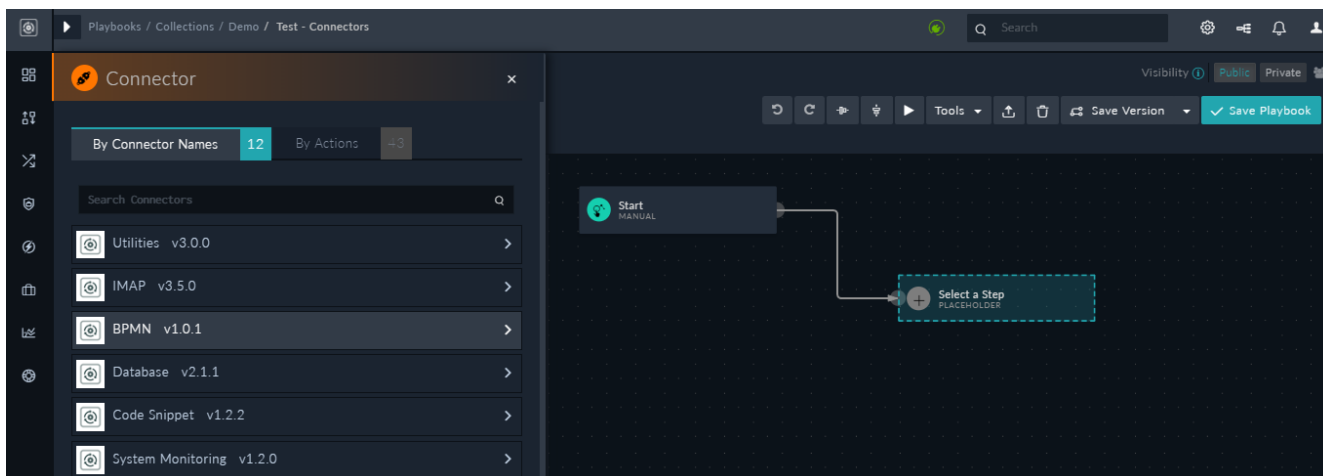 Playbooks / Collections / Demo / Test - Connectors
Search
Connector
Visibility
Public
Private
Tools
Save Version
Save Playbook
By Connector Names 12
By Actions 43
Search Connectors
Utilities v3.0.0
IMAP v3.5.0
BPMN v1.0.1
Database v2.1.1
Code Snippet v1.2.2
System Monitoring v1.2.0
Start
MANUAL
Select a Step
PLACEHOLDER